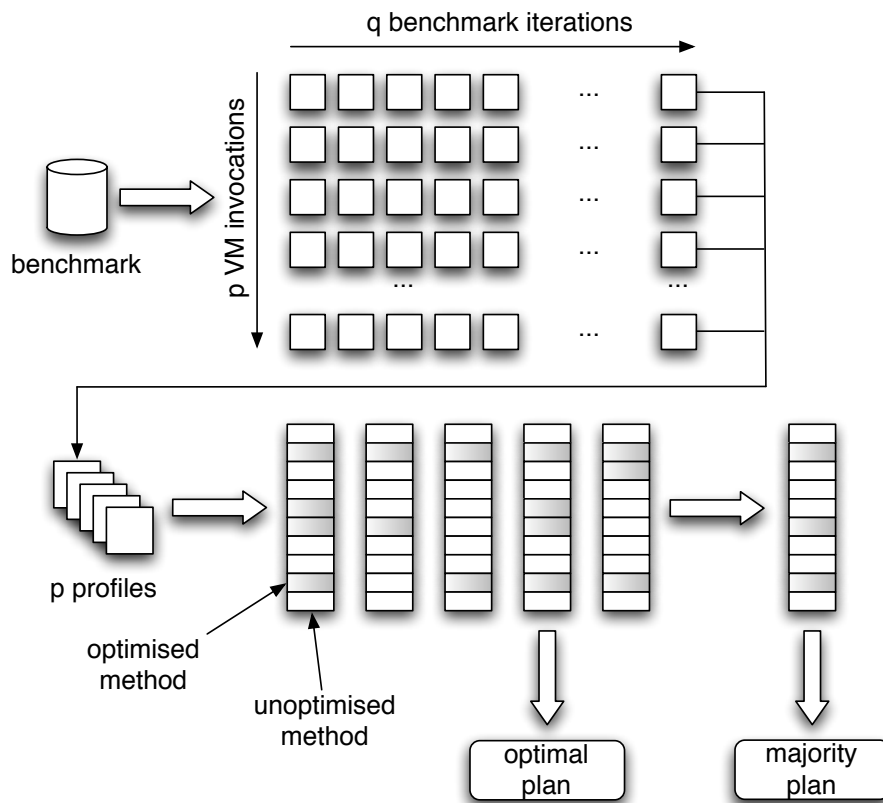 q benchmark iterations
p VM invocations
...
...
...
...
... ...
...
benchmark
p profiles
optimised
method
unoptimised
method
optimal
plan
majority
plan